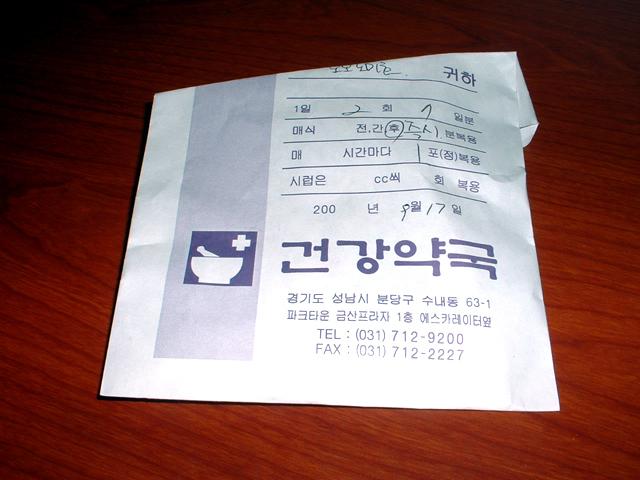 귀하
1일 2 회 7 일분
매식 전,간후 즉시 분복용
매 시간마다 1 포(정)복용
시럽은 cc씩 회 복용
200 년 9월 17일
건강약국
경기도 성남시 분당구 수내동 63-1
파크타운 금산프라자 1층 에스카레이터옆
TEL : (031) 712-9200
FAX : (031) 712-2227